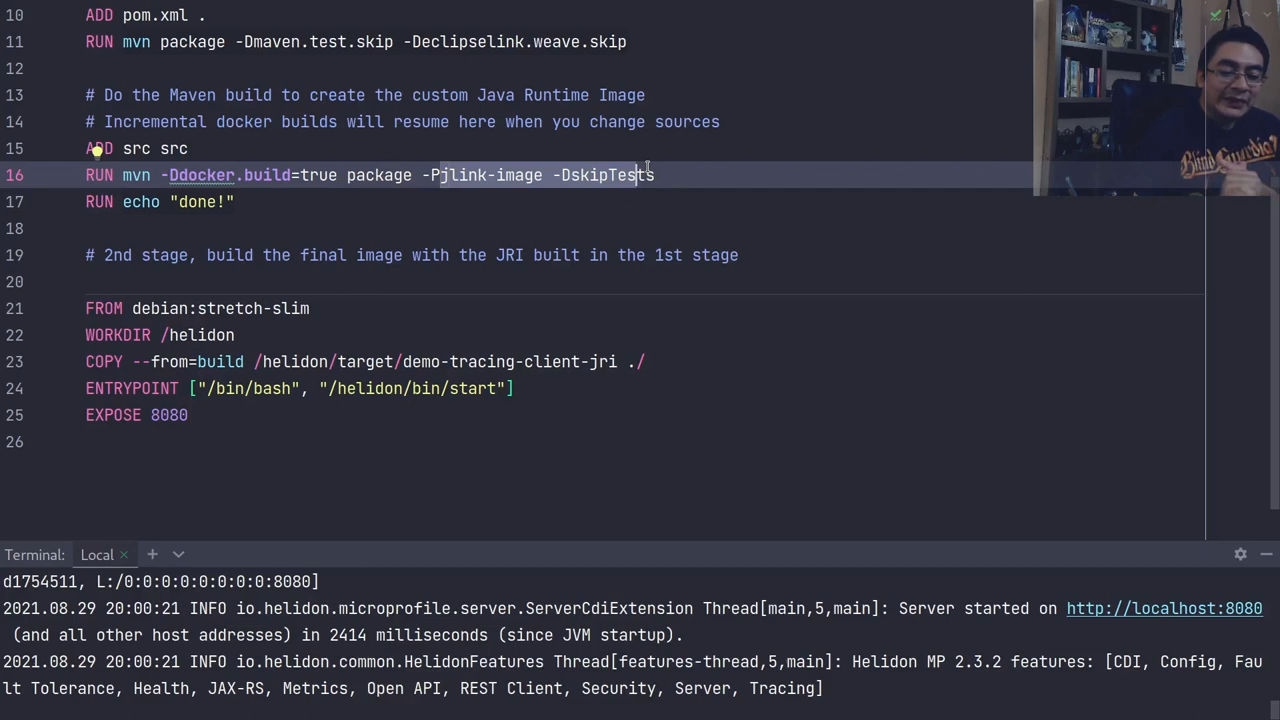 10 ADD pom.xml .
11 RUN mvn package -Dmaven.test.skip -Declipselink.weave.skip
12
13 # Do the Maven build to create the custom Java Runtime Image
14 # Incremental docker builds will resume here when you change sources
15 ADD src src
16 RUN mvn -Ddocker.build=true package -Pjlink-image -DskipTests
17 RUN echo "done!"
18
19 # 2nd stage, build the final image with the JRI built in the 1st stage
20
21 FROM debian:stretch-slim
22 WORKDIR /helidon
23 COPY --from=build /helidon/target/demo-tracing-client-jri ./
24 ENTRYPOINT ["/bin/bash", "/helidon/bin/start"]
25 EXPOSE 8080
26
1
Blind Guardian
Terminal: Local
d1754511, L:/0:0:0:0:0:0:0:0:8080]
2021.08.29 20:00:21 INFO io.helidon.microprofile.server.ServerCdiExtension Thread[main,5,main]: Server started on http://localhost:8080
(and all other host addresses) in 2414 milliseconds (since JVM startup).
2021.08.29 20:00:21 INFO io.helidon.common.HelidonFeatures Thread[features-thread,5,main]: Helidon MP 2.3.2 features: [CDI, Config, Fau
lt Tolerance, Health, JAX-RS, Metrics, Open API, REST Client, Security, Server, Tracing]